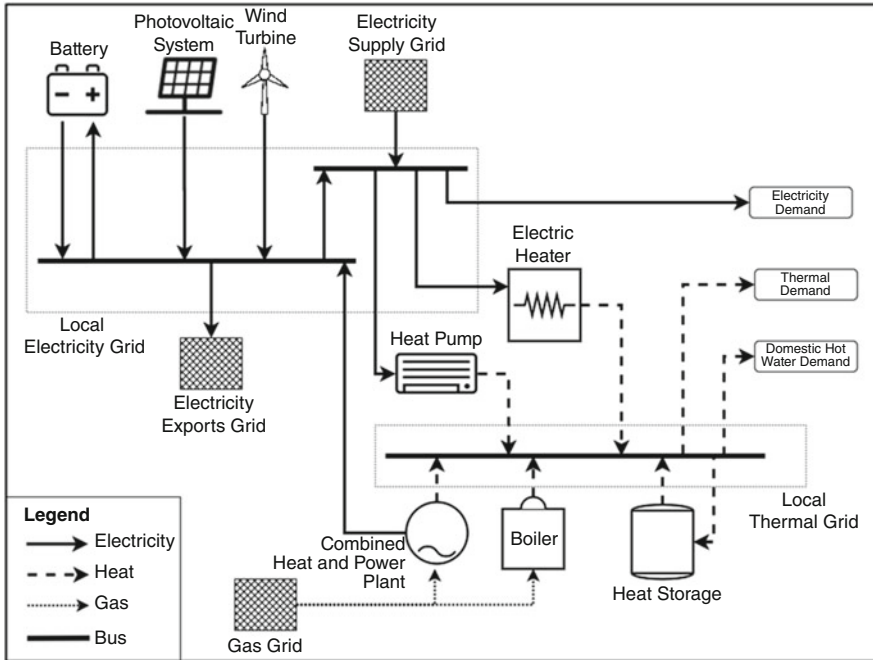 Battery
Photovoltaic
System
Wind
Turbine
Electricity
Supply Grid
Electricity
Demand
Electric
Heater
Thermal
Demand
Local
Electricity Grid
Heat Pump
Domestic Hot
Water Demand
Electricity
Exports Grid
Local
Thermal Grid
Combined
Heat and Power
Plant
Boiler
Heat Storage
Gas Grid
Legend
Electricity
Heat
Gas
Bus